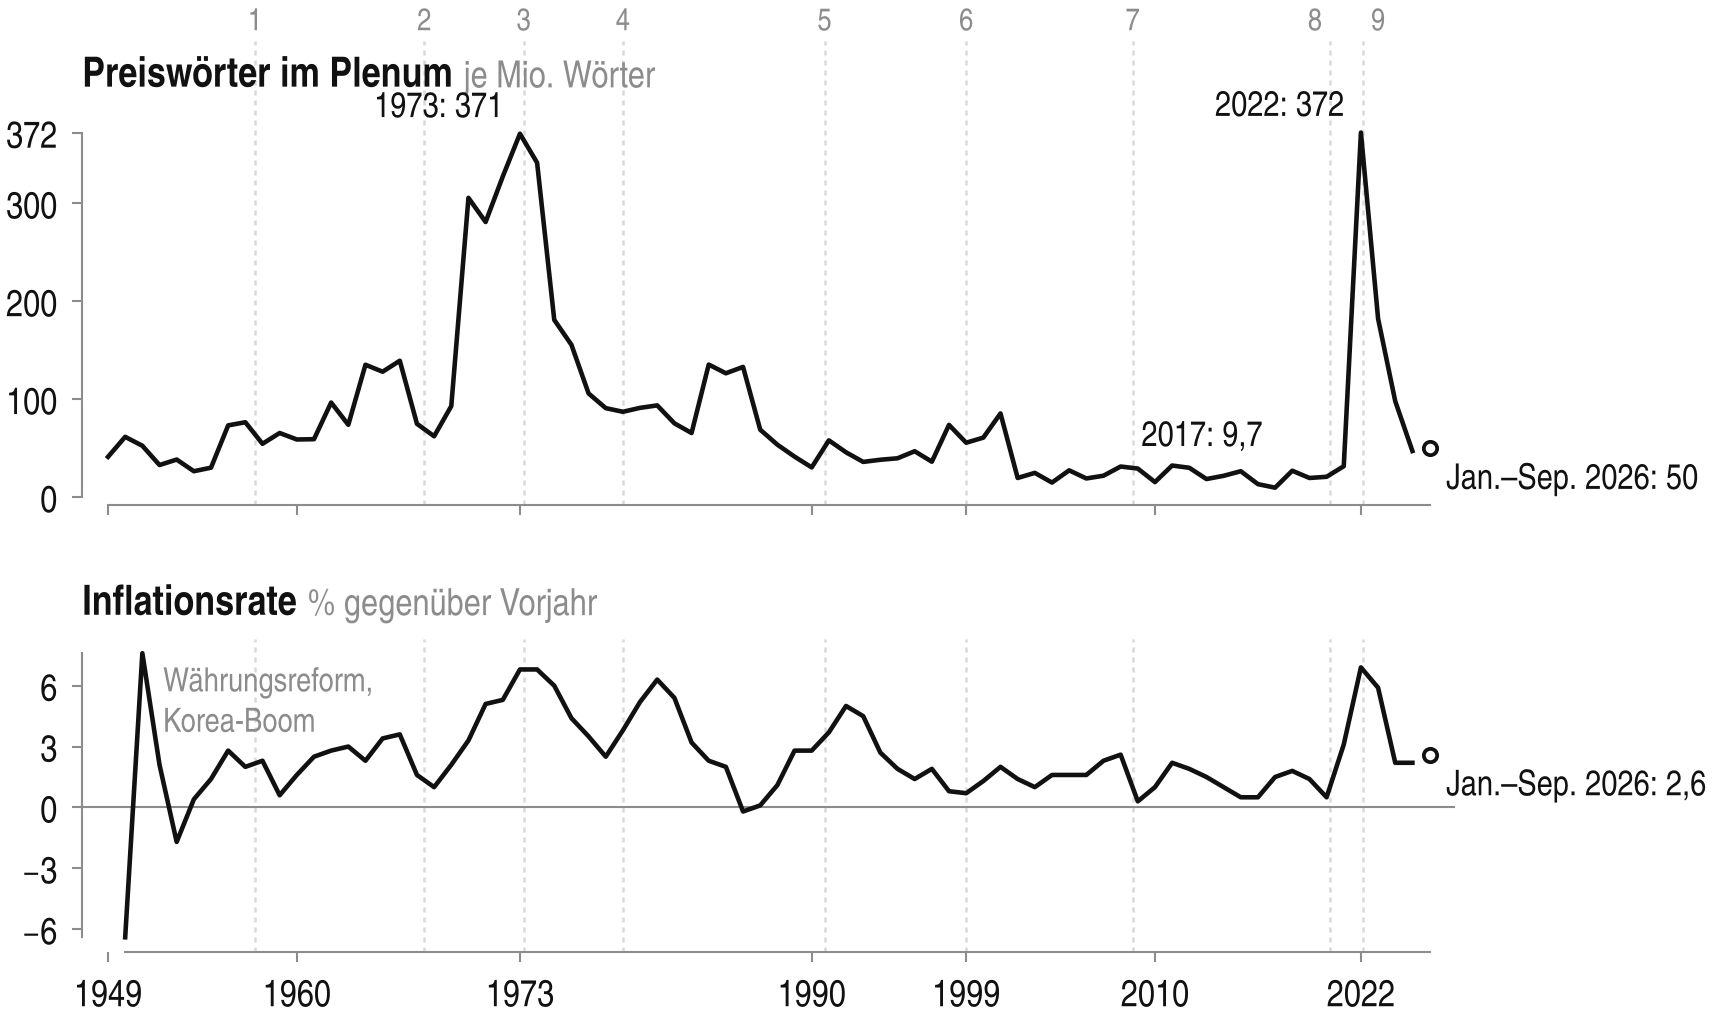 1 2 3 4 5 6 7 8 9
Preiswörter im Plenum je Mio. Wörter
1973: 371
2022: 372
372
300
200
100
0
2017: 9,7
Jan.–Sep. 2026: 50
Inflationsrate % gegenüber Vorjahr
Währungsreform,
Korea-Boom
6
3
0
−3
−6
Jan.–Sep. 2026: 2,6
1949 1960 1973 1990 1999 2010 2022